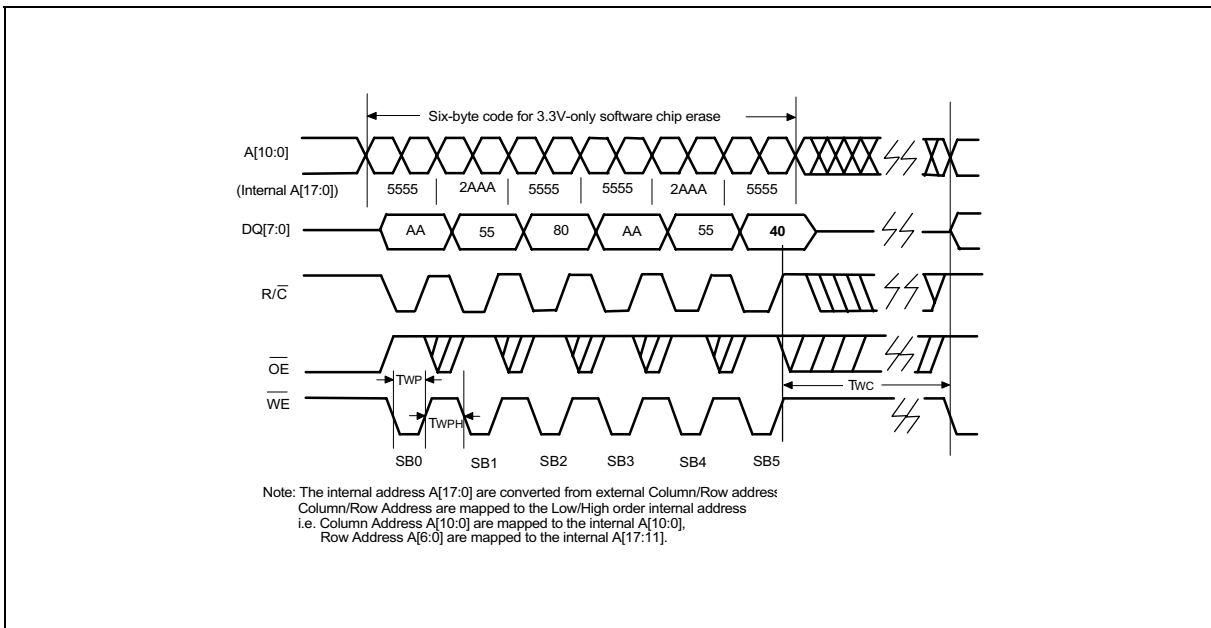 Six-byte code for 3.3V-only software chip erase
A[10:0]
(Internal A[17:0]) 5555 2AAA 5555 5555 2AAA 5555
DQ[7:0] AA 55 80 AA 55 40
R/C̅
O̅E̅
TWP TWC
W̅E̅
TWPH
SB0 SB1 SB2 SB3 SB4 SB5
Note: The internal address A[17:0] are converted from external Column/Row address
Column/Row Address are mapped to the Low/High order internal address
i.e. Column Address A[10:0] are mapped to the internal A[10:0],
Row Address A[6:0] are mapped to the internal A[17:11].